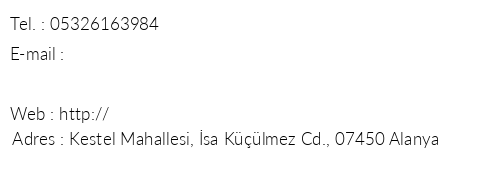 Tel. : 05326163984
E-mail :
Web : http://
Adres : Kestel Mahallesi, İsa Küçülmez Cd., 07450 Alanya